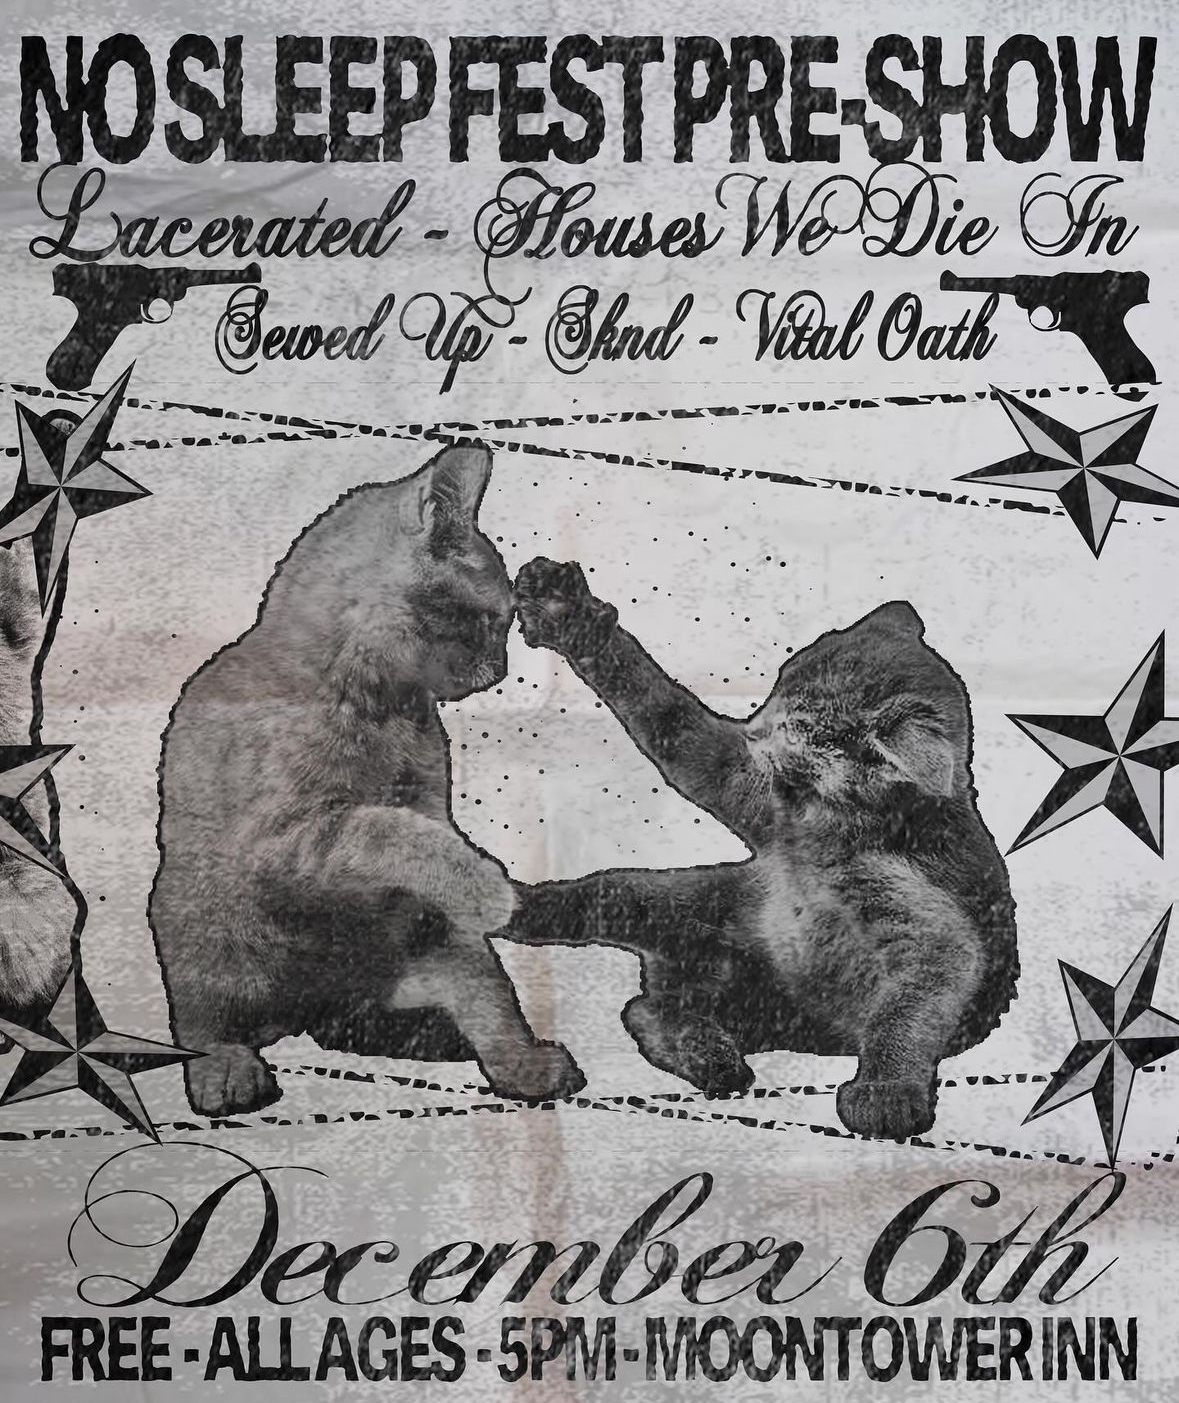 NO SLEEP FEST PRE-SHOW
Lacerated - Houses We Die In
Sewed Up - Sknd - Vital Oath
December 6th
FREE - ALL AGES - 5PM - MOONTOWER INN